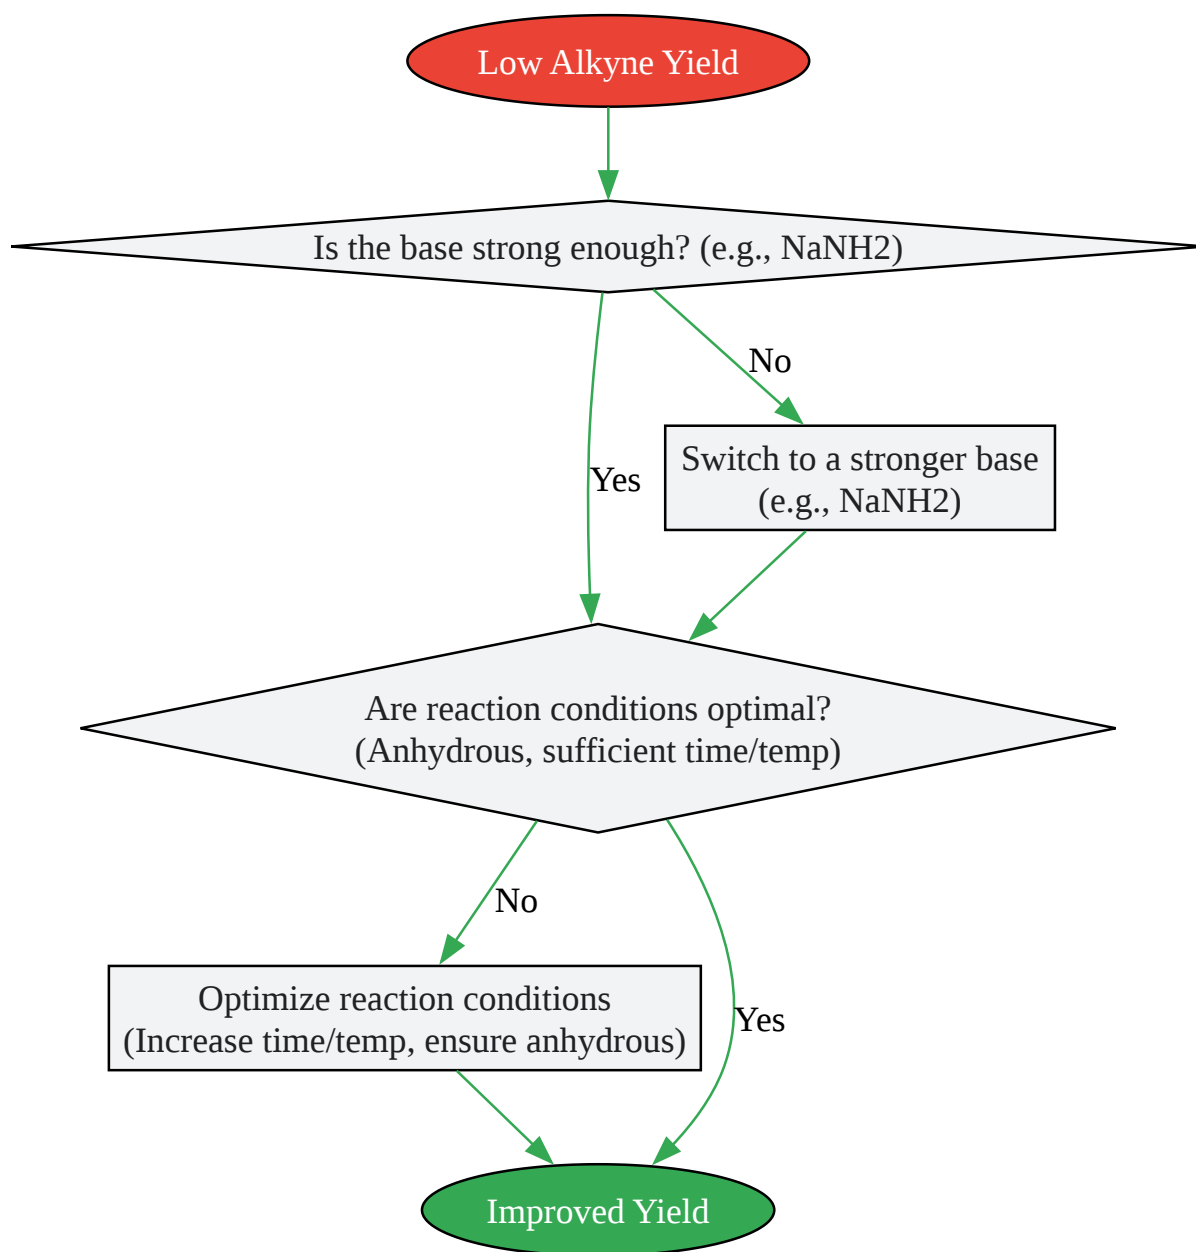 Low Alkyne Yield
Is the base strong enough? (e.g., NaNH2)
No
Switch to a stronger base
(e.g., NaNH2)
Yes
Are reaction conditions optimal?
(Anhydrous, sufficient time/temp)
No
Optimize reaction conditions
(Increase time/temp, ensure anhydrous)
Yes
Improved Yield